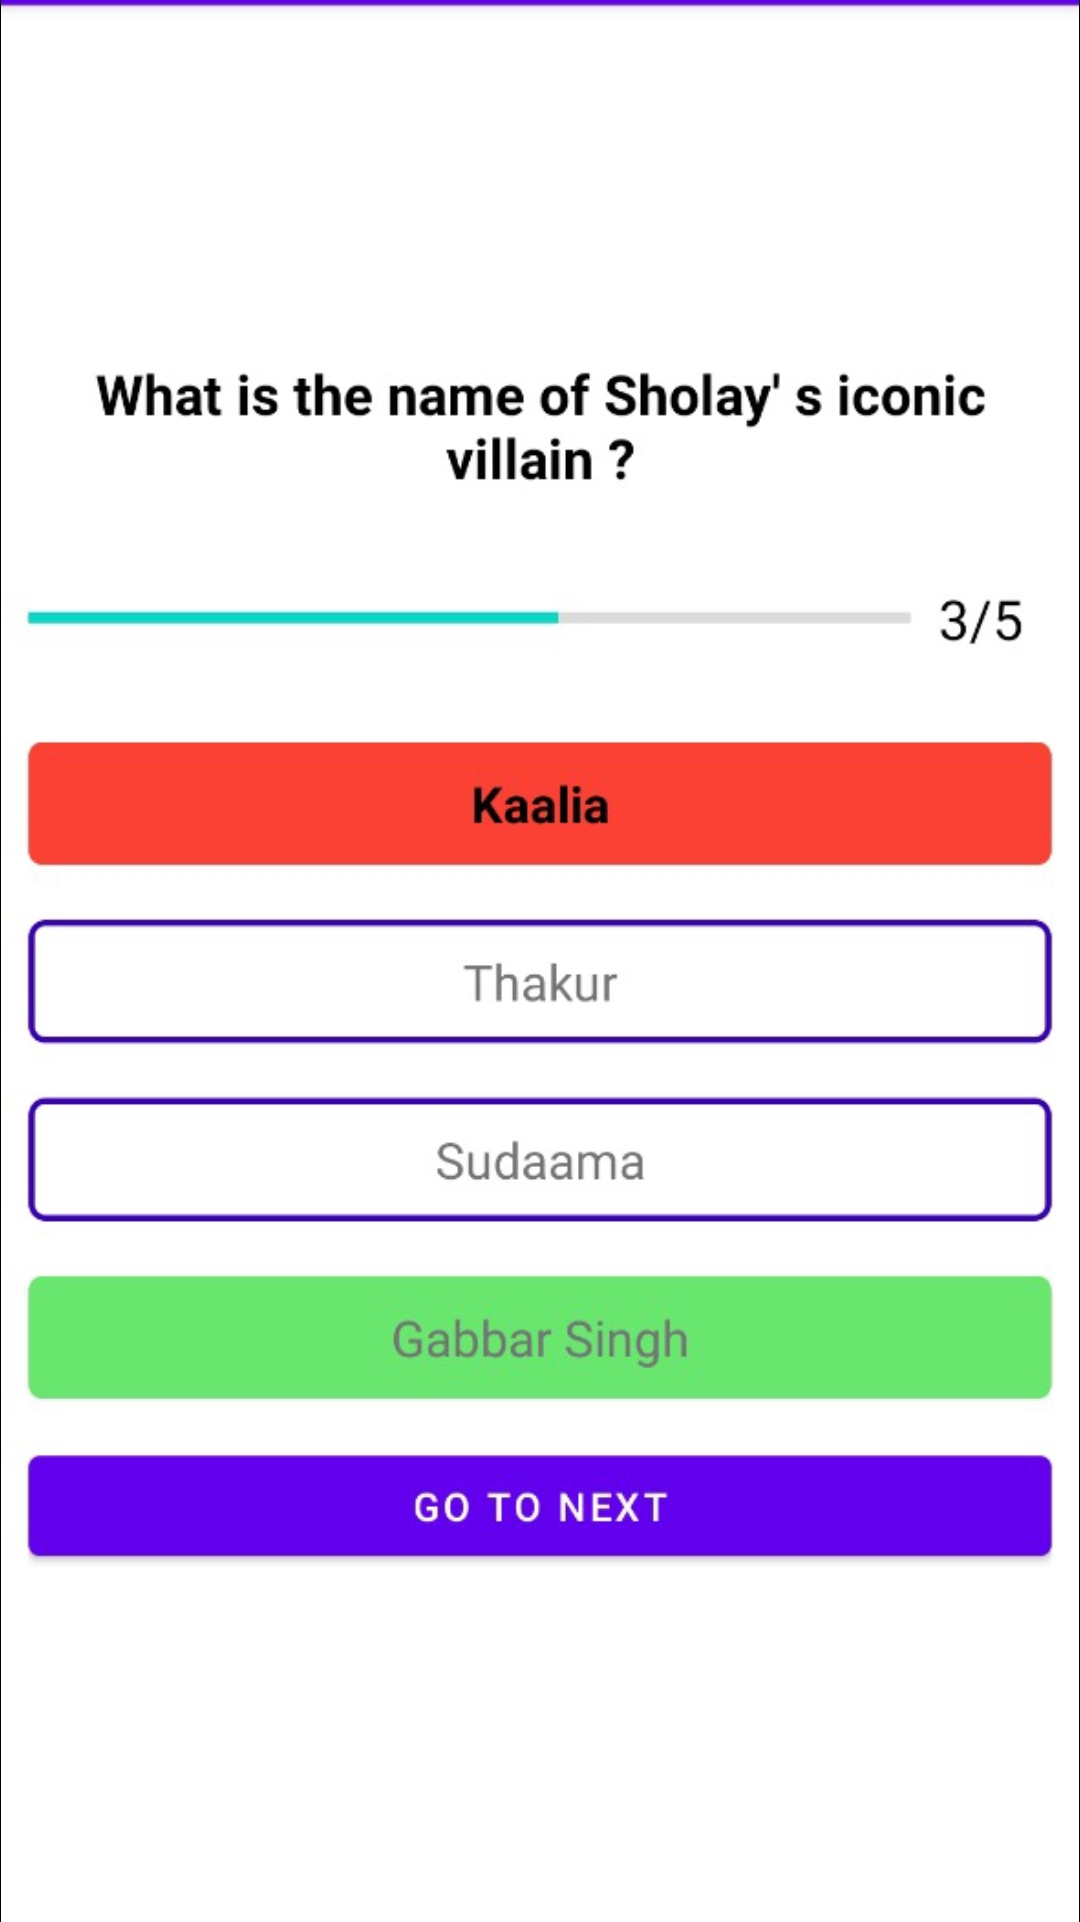 What is the name of Sholay' s iconic
villain ?
3/5
Kaalia
Thakur
Sudaama
Gabbar Singh
GO TO NEXT